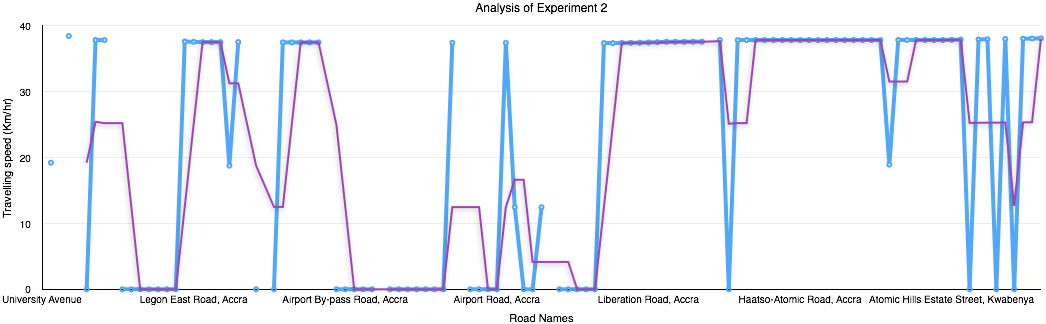 Analysis of Experiment 2
Travelling speed (Km/hr)
40
30
20
10
0
University Avenue
Legon East Road, Accra
Airport By-pass Road, Accra
Airport Road, Accra
Liberation Road, Accra
Haatso-Atomic Road, Accra
Atomic Hills Estate Street, Kwabenya
Road Names